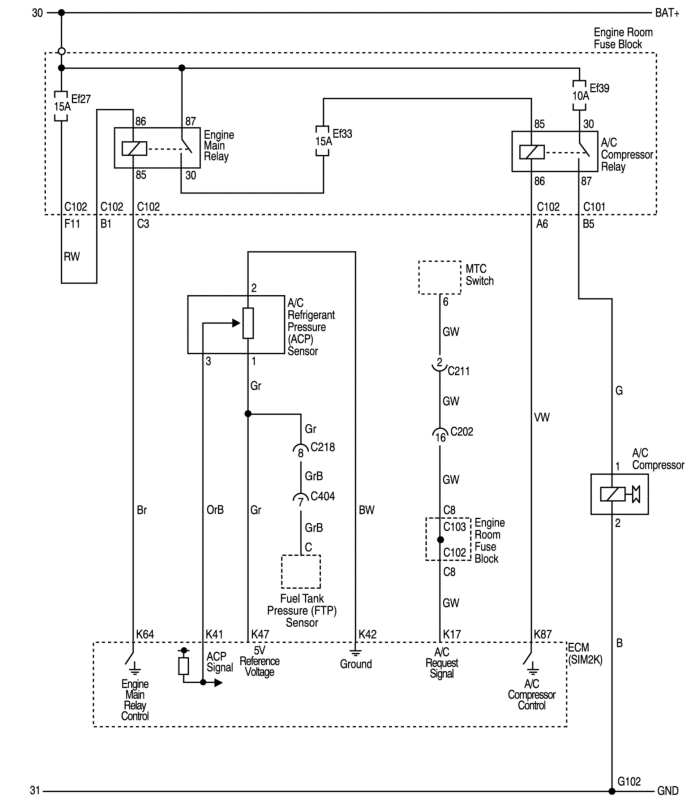 30
BAT+
Engine Room
Fuse Block
Ef27
15A
Ef39
10A
86
87
Engine
Main
Relay
85
30
Ef33
15A
85
30
A/C
Compressor
Relay
86
87
C102
C102
C102
C102
C101
F11
B1
C3
A6
B5
RW
2
A/C
Refrigerant
Pressure
(ACP)
Sensor
3
1
MTC
Switch
6
GW
2
C211
Gr
GW
G
VW
Gr
8
C218
16
C202
GrB
7
C404
GW
A/C
Compressor
1
2
Br
OrB
Gr
GrB
BW
C8
C103
C102
C8
Engine
Room
Fuse
Block
C
Fuel Tank
Pressure (FTP)
Sensor
GW
B
K64
K41
K47
K42
K17
K87
ECM
(SIM2K)
Engine
Main
Relay
Control
ACP
Signal
5V
Reference
Voltage
Ground
A/C
Request
Signal
A/C
Compressor
Control
31
G102
GND